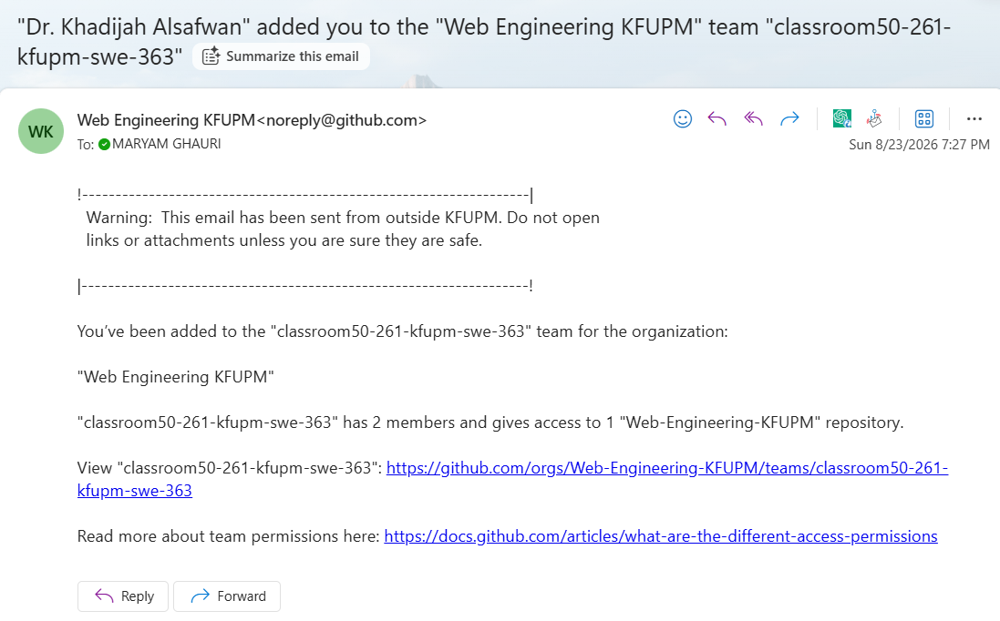 "Dr. Khadijah Alsafwan" added you to the "Web Engineering KFUPM" team "classroom50-261-
kfupm-swe-363" Summarize this email
WK
Web Engineering KFUPM<noreply@github.com>
To: MARYAM GHAURI
Sun 8/23/2026 7:27 PM
!-------------------------------------------------------------------|
Warning:  This email has been sent from outside KFUPM. Do not open
links or attachments unless you are sure they are safe.
|-------------------------------------------------------------------!
You’ve been added to the "classroom50-261-kfupm-swe-363" team for the organization:
"Web Engineering KFUPM"
"classroom50-261-kfupm-swe-363" has 2 members and gives access to 1 "Web-Engineering-KFUPM" repository.
View "classroom50-261-kfupm-swe-363": https://github.com/orgs/Web-Engineering-KFUPM/teams/classroom50-261-
kfupm-swe-363
Read more about team permissions here: https://docs.github.com/articles/what-are-the-different-access-permissions
Reply
Forward